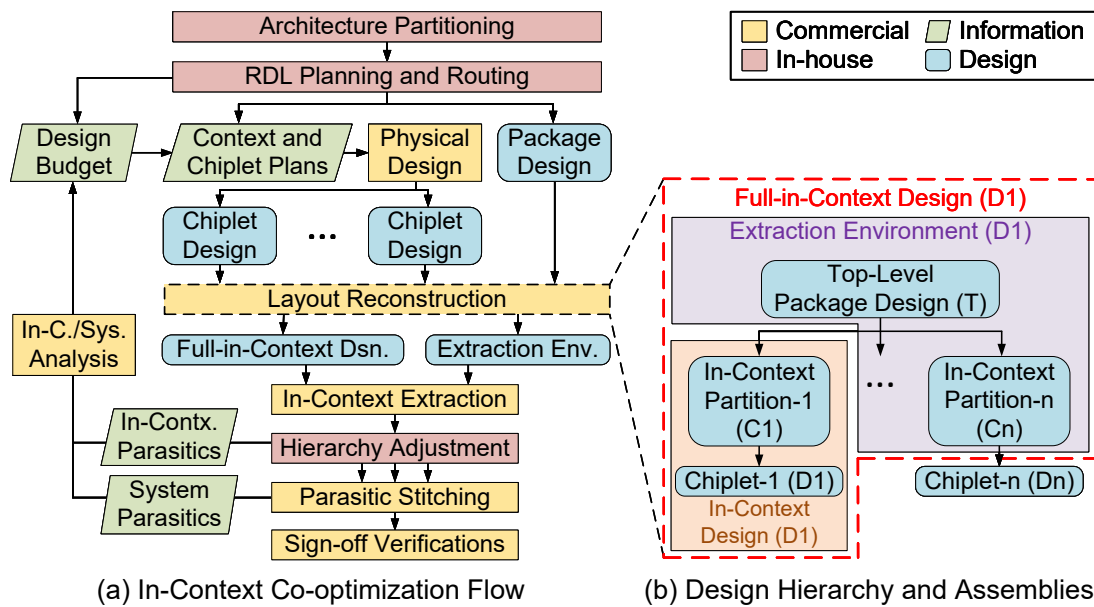 Architecture Partitioning
RDL Planning and Routing
Design
Budget
Context and
Chiplet Plans
Physical
Design
Package
Design
Chiplet
Design
...
Chiplet
Design
Layout Reconstruction
In-C./Sys.
Analysis
Full-in-Context Dsn.
Extraction Env.
In-Context Extraction
In-Contx.
Parasitics
Hierarchy Adjustment
System
Parasitics
Parasitic Stitching
Sign-off Verifications
(a) In-Context Co-optimization Flow
Commercial
Information
In-house
Design
Full-in-Context Design (D1)
Extraction Environment (D1)
Top-Level
Package Design (T)
In-Context
Partition-1
(C1)
...
In-Context
Partition-n
(Cn)
Chiplet-1 (D1)
Chiplet-n (Dn)
In-Context
Design (D1)
(b) Design Hierarchy and Assemblies